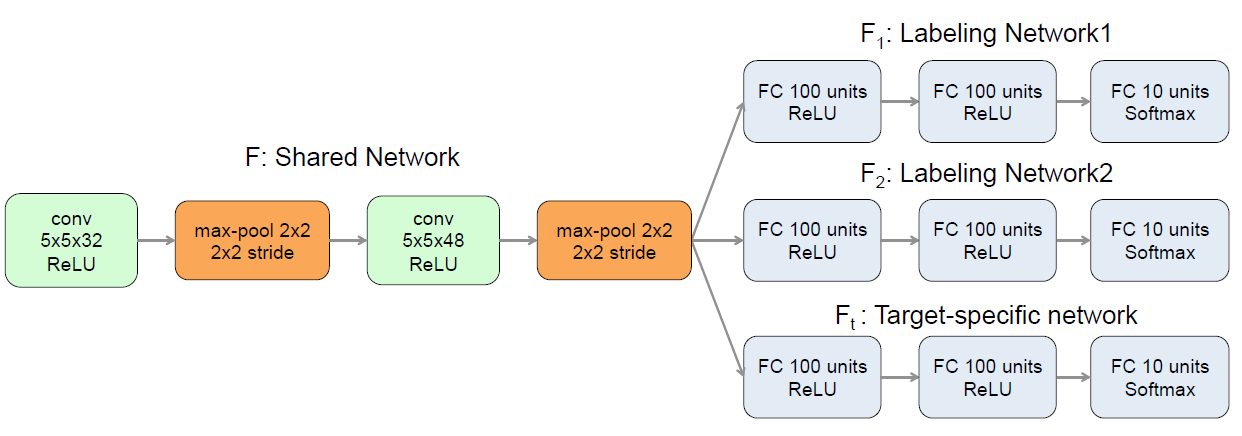 F: Shared Network
conv
5x5x32
ReLU
max-pool 2x2
2x2 stride
conv
5x5x48
ReLU
max-pool 2x2
2x2 stride
F1: Labeling Network1
FC 100 units
ReLU
FC 100 units
ReLU
FC 10 units
Softmax
F2: Labeling Network2
FC 100 units
ReLU
FC 100 units
ReLU
FC 10 units
Softmax
Ft : Target-specific network
FC 100 units
ReLU
FC 100 units
ReLU
FC 10 units
Softmax